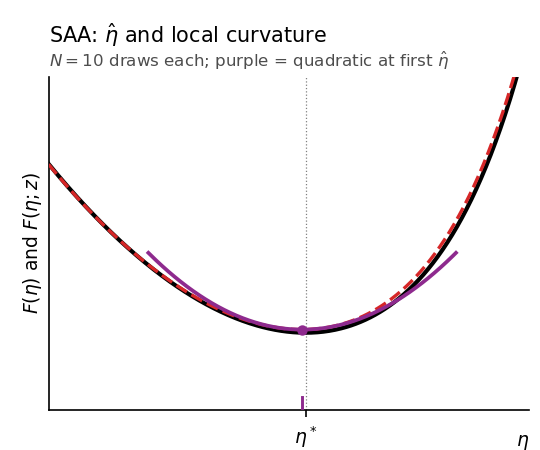 SAA: η̂ and local curvature
N = 10 draws each; purple = quadratic at first η̂
F(η) and F(η; z)
η*
η